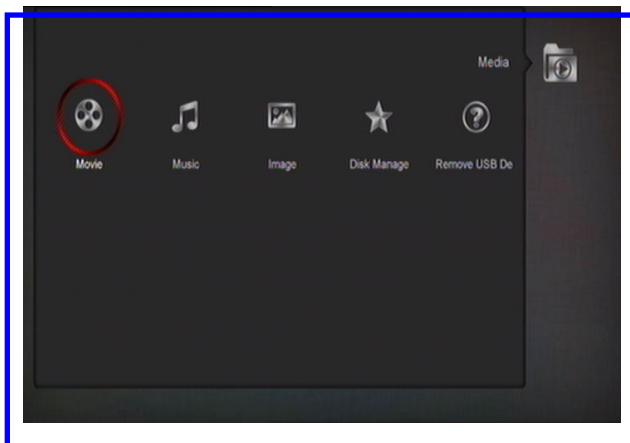 Media
Movie
Music
Image
Disk Manage
Remove USB De